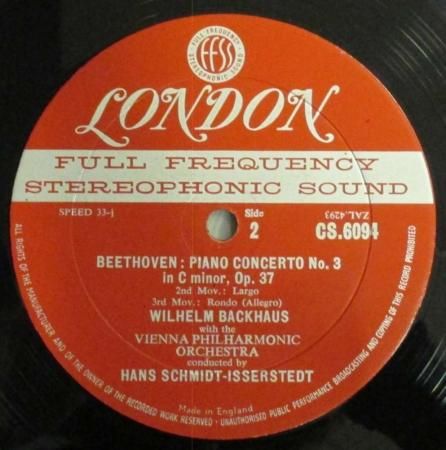 FULL FREQUENCY
FFSS
STEREOPHONIC SOUND
LONDON
FULL FREQUENCY
STEREOPHONIC SOUND
SPEED 33-⅓
Side
2
ZAL.4293
CS.6094
BEETHOVEN : PIANO CONCERTO No. 3
in C minor, Op. 37
2nd Mov.: Largo
3rd Mov.: Rondo (Allegro)
WILHELM BACKHAUS
with the
VIENNA PHILHARMONIC
ORCHESTRA
conducted by
HANS SCHMIDT-ISSERSTEDT
Made in England
ALL RIGHTS OF THE MANUFACTURER AND OF THE OWNER OF THE RECORDED WORK RESERVED · UNAUTHORISED PUBLIC PERFORMANCE BROADCASTING AND COPYING OF THIS RECORD PROHIBITED